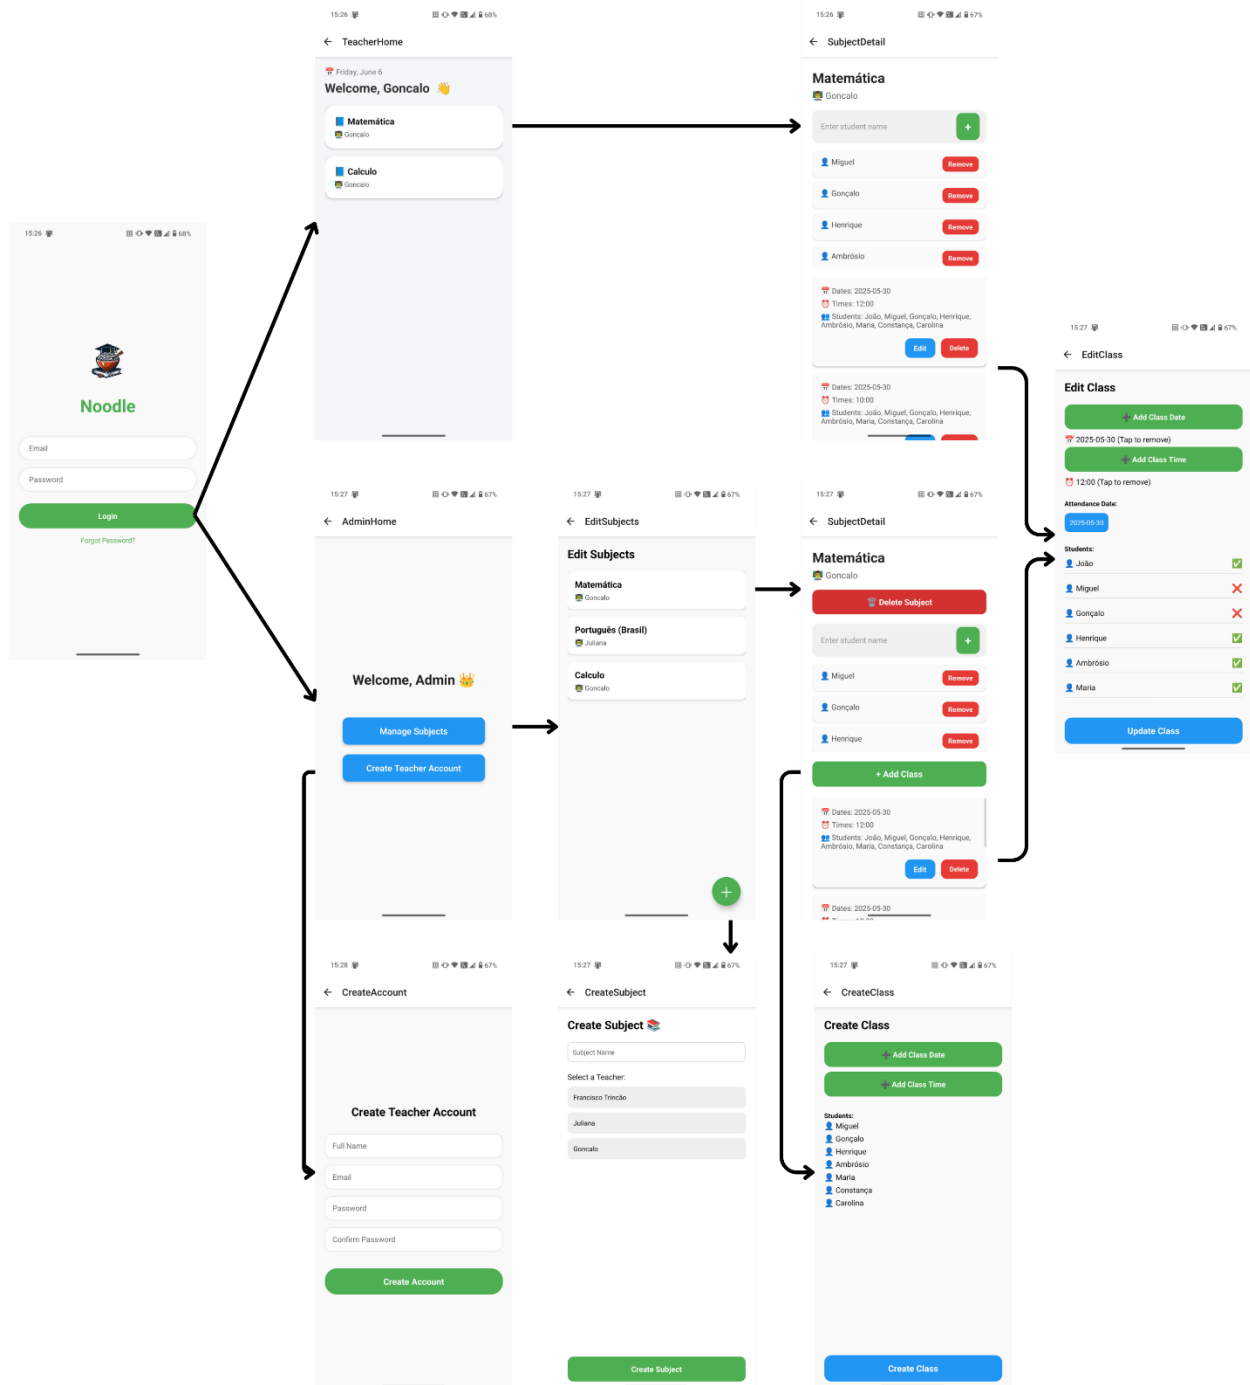 15:26
68%
Noodle
Email
Password
Login
Forgot Password?
15:26
68%
TeacherHome
Friday, June 6
Welcome, Goncalo
Matemática
Goncalo
Calculo
Goncalo
15:26
67%
SubjectDetail
Matemática
Goncalo
Enter student name
+
Miguel
Remove
Gonçalo
Remove
Henrique
Remove
Ambrósio
Remove
Dates: 2025-05-30
Times: 12:00
Students: João, Miguel, Gonçalo, Henrique,
Ambrósio, Maria, Constança, Carolina
Edit
Delete
Dates: 2025-05-30
Times: 10:00
Students: João, Miguel, Gonçalo, Henrique,
Ambrósio, Maria, Constança, Carolina
15:27
67%
AdminHome
Welcome, Admin
Manage Subjects
Create Teacher Account
15:27
67%
EditSubjects
Edit Subjects
Matemática
Goncalo
Português (Brasil)
Juliana
Calculo
Goncalo
+
15:27
67%
SubjectDetail
Matemática
Goncalo
Delete Subject
Enter student name
+
Miguel
Remove
Gonçalo
Remove
Henrique
Remove
+ Add Class
Dates: 2025-05-30
Times: 12:00
Students: João, Miguel, Gonçalo, Henrique,
Ambrósio, Maria, Constança, Carolina
Edit
Delete
Dates: 2025-05-30
15:27
67%
EditClass
Edit Class
Add Class Date
2025-05-30 (Tap to remove)
Add Class Time
12:00 (Tap to remove)
Attendance Date:
2025-05-30
Students:
João
Miguel
Gonçalo
Henrique
Ambrósio
Maria
Update Class
15:28
67%
CreateAccount
Create Teacher Account
Full Name
Email
Password
Confirm Password
Create Account
15:27
67%
CreateSubject
Create Subject
Subject Name
Select a Teacher:
Francisco Trincão
Juliana
Goncalo
Create Subject
15:27
67%
CreateClass
Create Class
Add Class Date
Add Class Time
Students:
Miguel
Gonçalo
Henrique
Ambrósio
Maria
Constança
Carolina
Create Class